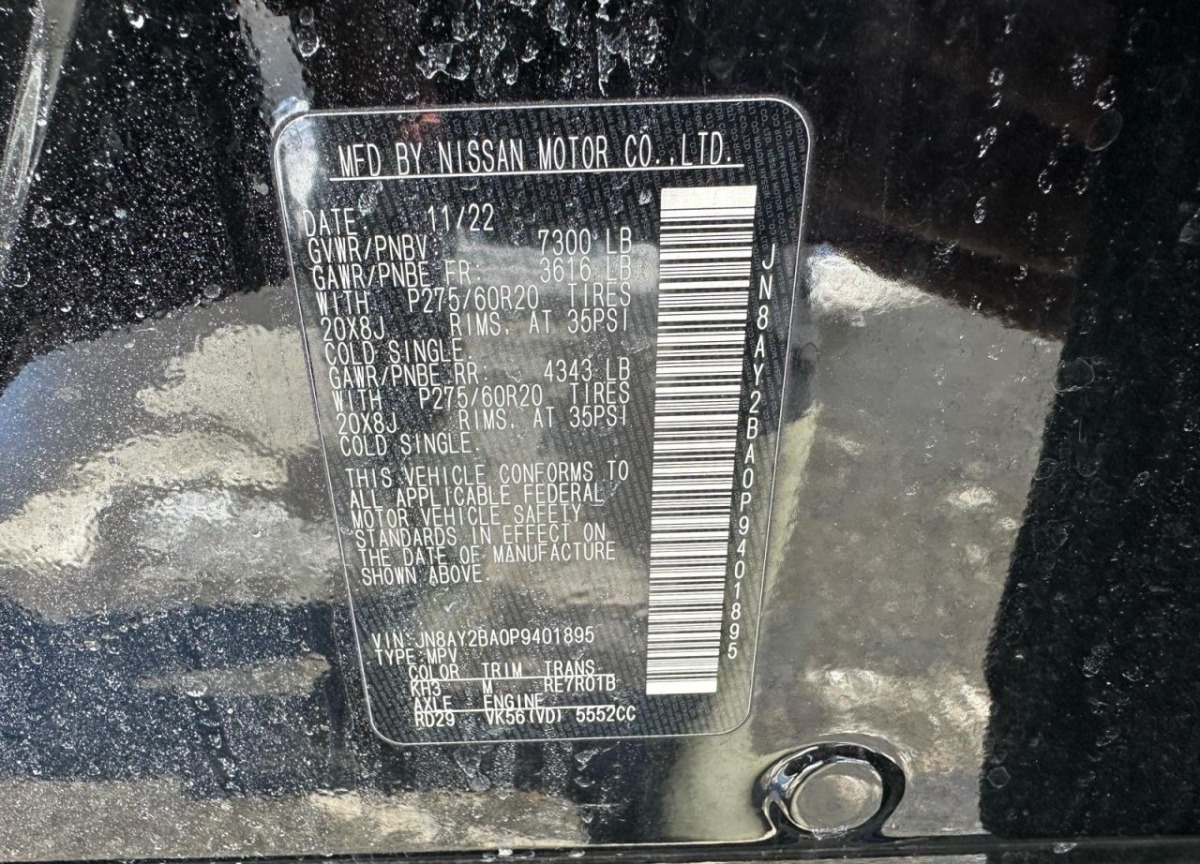 MFD BY NISSAN MOTOR CO.,LTD.
DATE 11/22
GVWR/PNBV 7300 LB
GAWR/PNBE FR: 3616 LB
WITH P275/60R20 TIRES
20X8J RIMS, AT 35PSI
COLD SINGLE.
GAWR/PNBE RR: 4343 LB
WITH P275/60R20 TIRES
20X8J RIMS, AT 35PSI
COLD SINGLE.
THIS VEHICLE CONFORMS TO
ALL APPLICABLE FEDERAL
MOTOR VEHICLE SAFETY
STANDARDS IN EFFECT ON
THE DATE OF MANUFACTURE
SHOWN ABOVE.
VIN:JN8AY2BA0P9401895
TYPE:MPV
COLOR TRIM TRANS.
KH3 M RE7R01B
AXLE ENGINE
RD29 VK56(VD) 5552CC
JN8AY2BA0P9401895